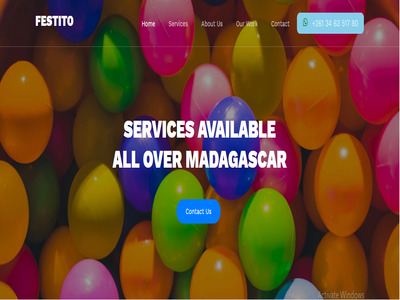 FESTITO
Home Services About Us Our Work Contact +261 34 63 917 80
SERVICES AVAILABLE
ALL OVER MADAGASCAR
Contact Us
Activate Windows